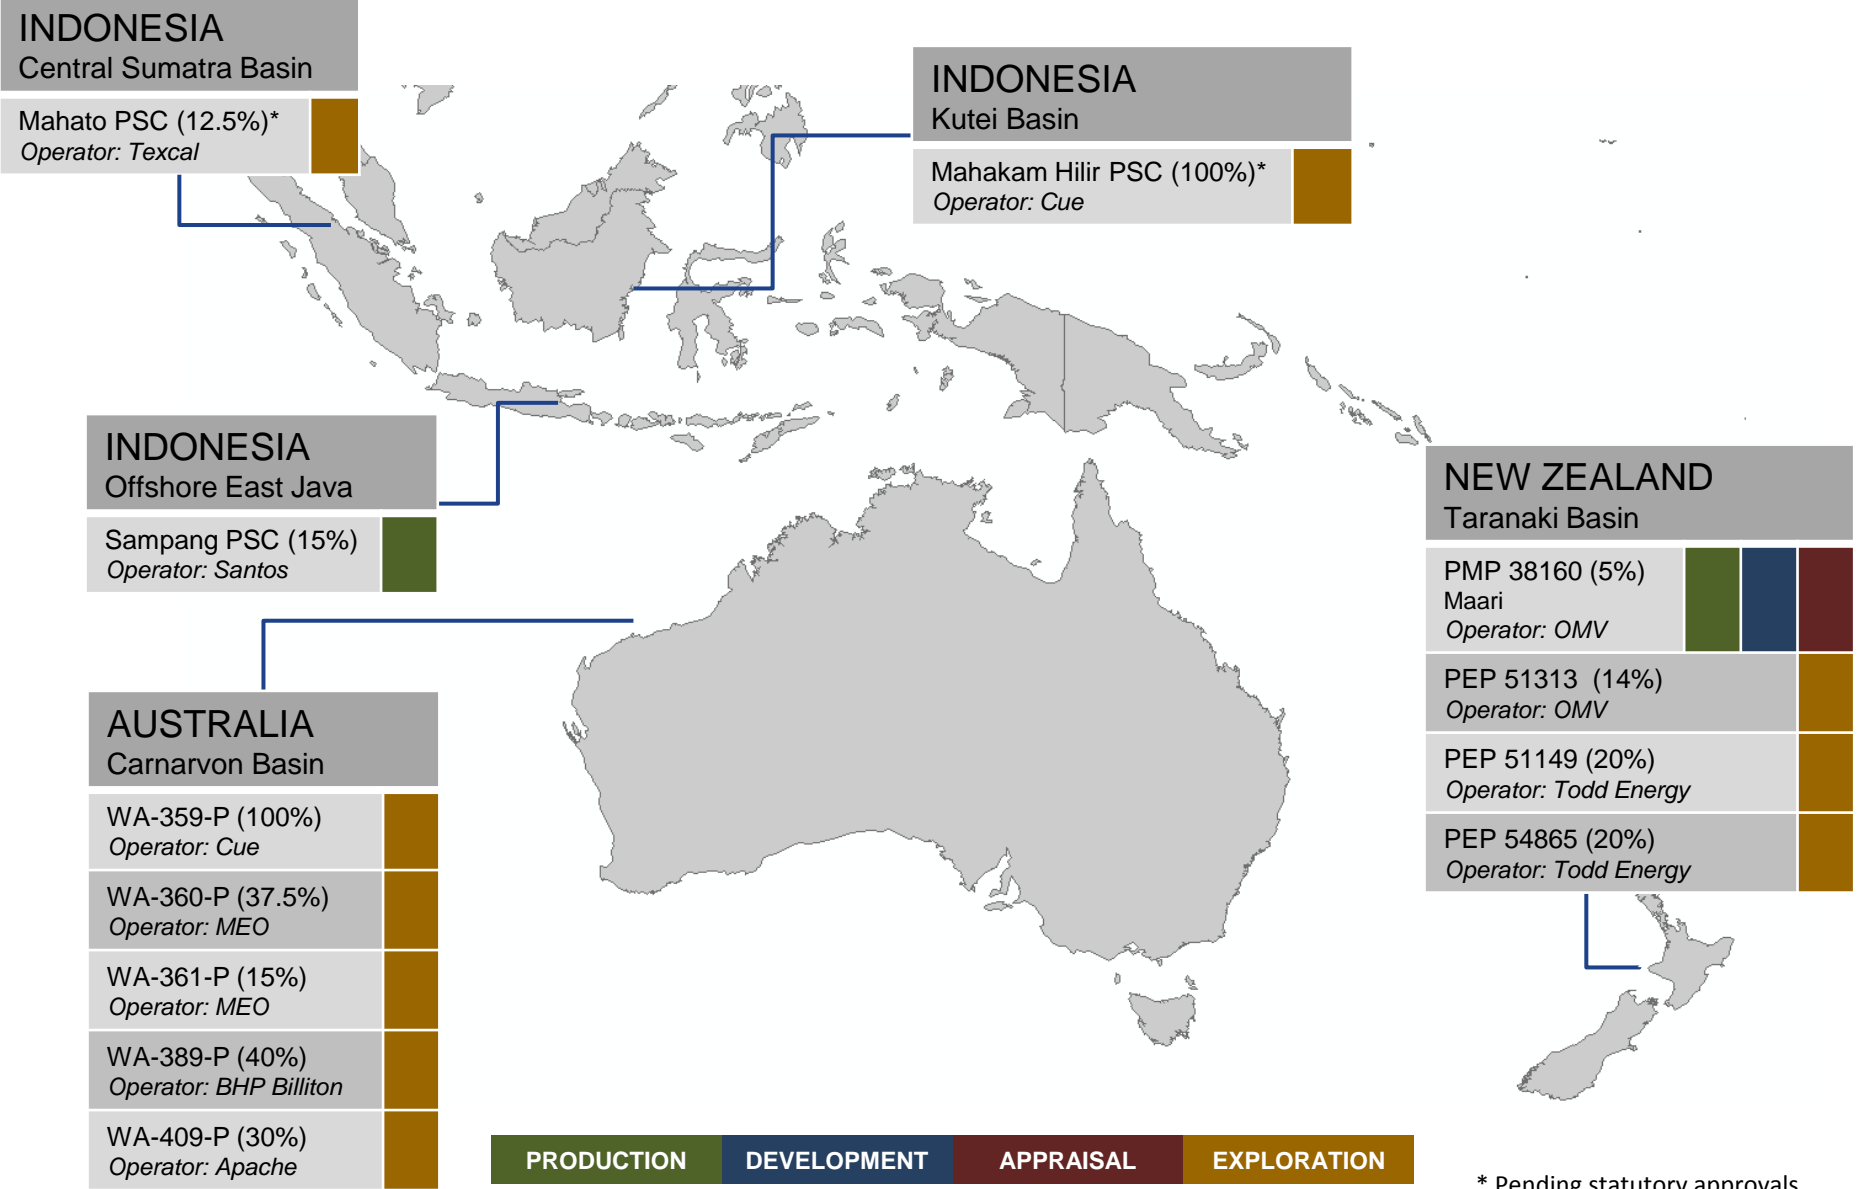 INDONESIA
Central Sumatra Basin
Mahato PSC (12.5%)*
Operator: Texcal
INDONESIA
Kutei Basin
Mahakam Hilir PSC (100%)*
Operator: Cue
INDONESIA
Offshore East Java
Sampang PSC (15%)
Operator: Santos
AUSTRALIA
Carnarvon Basin
WA-359-P (100%)
Operator: Cue
WA-360-P (37.5%)
Operator: MEO
WA-361-P (15%)
Operator: MEO
WA-389-P (40%)
Operator: BHP Billiton
WA-409-P (30%)
Operator: Apache
NEW ZEALAND
Taranaki Basin
PMP 38160 (5%)
Maari
Operator: OMV
PEP 51313 (14%)
Operator: OMV
PEP 51149 (20%)
Operator: Todd Energy
PEP 54865 (20%)
Operator: Todd Energy
PRODUCTION DEVELOPMENT APPRAISAL EXPLORATION
* Pending statutory approvals